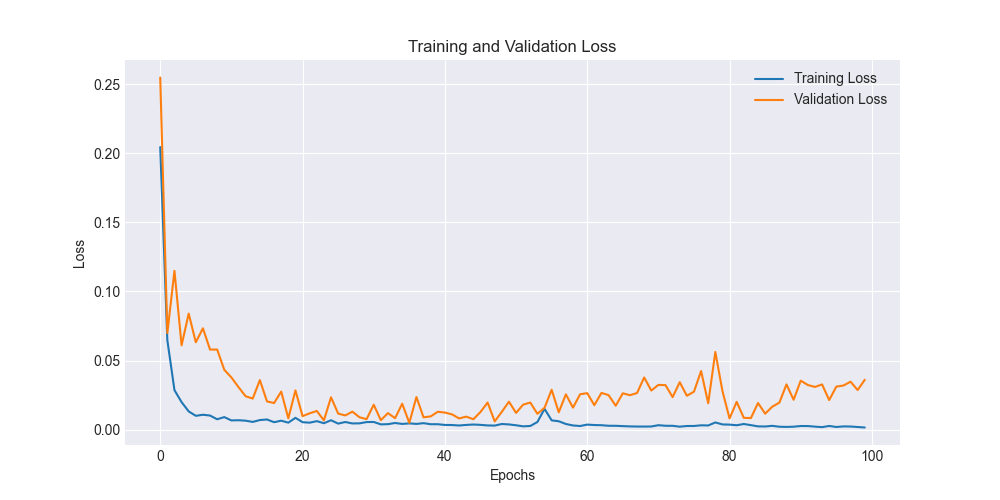 Training and Validation Loss
Training Loss
Validation Loss
0.25
0.20
0.15
0.10
0.05
0.00
Loss
0 20 40 60 80 100
Epochs